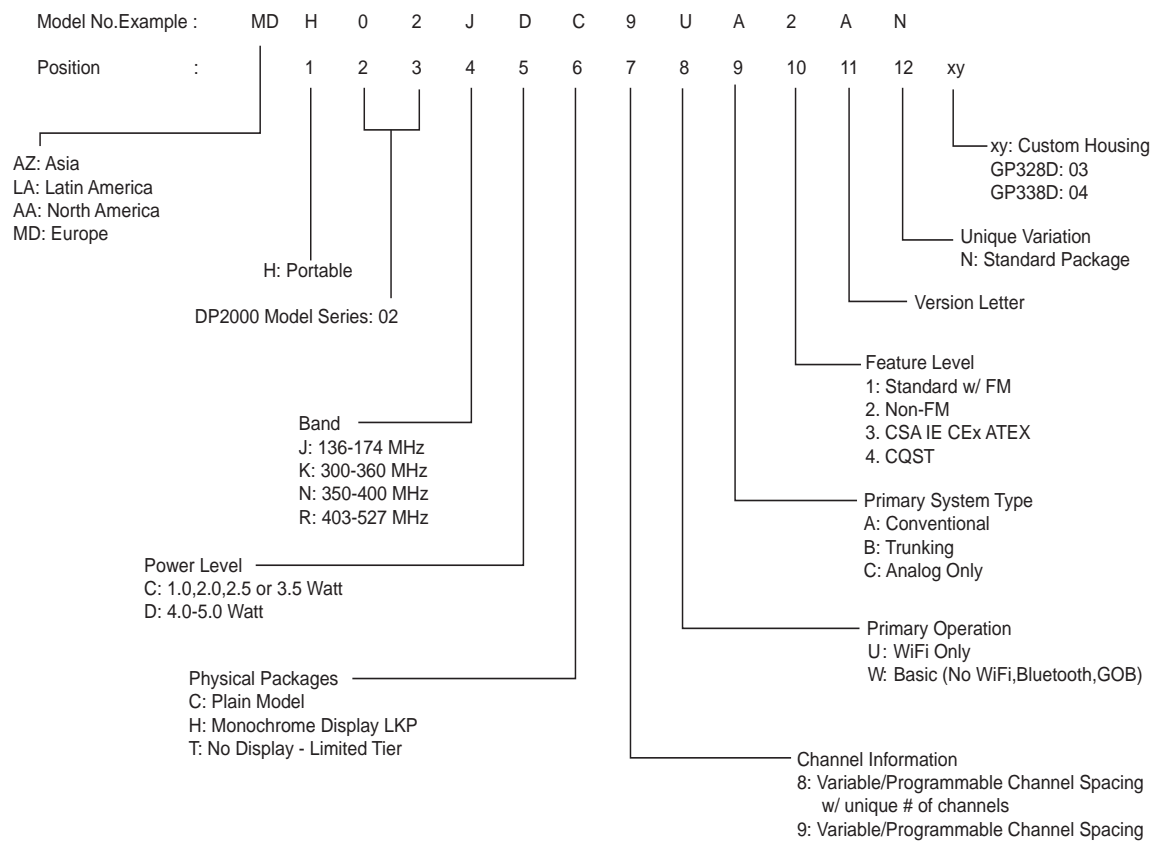 Model No.Example : MD H 0 2 J D C 9 U A 2 A N
Position : 1 2 3 4 5 6 7 8 9 10 11 12 xy
AZ: Asia
LA: Latin America
AA: North America
MD: Europe
H: Portable
DP2000 Model Series: 02
Band
J: 136-174 MHz
K: 300-360 MHz
N: 350-400 MHz
R: 403-527 MHz
Power Level
C: 1.0,2.0,2.5 or 3.5 Watt
D: 4.0-5.0 Watt
Physical Packages
C: Plain Model
H: Monochrome Display LKP
T: No Display - Limited Tier
xy: Custom Housing
GP328D: 03
GP338D: 04
Unique Variation
N: Standard Package
Version Letter
Feature Level
1: Standard w/ FM
2. Non-FM
3. CSA IE CEx ATEX
4. CQST
Primary System Type
A: Conventional
B: Trunking
C: Analog Only
Primary Operation
U: WiFi Only
W: Basic (No WiFi,Bluetooth,GOB)
Channel Information
8: Variable/Programmable Channel Spacing
w/ unique # of channels
9: Variable/Programmable Channel Spacing